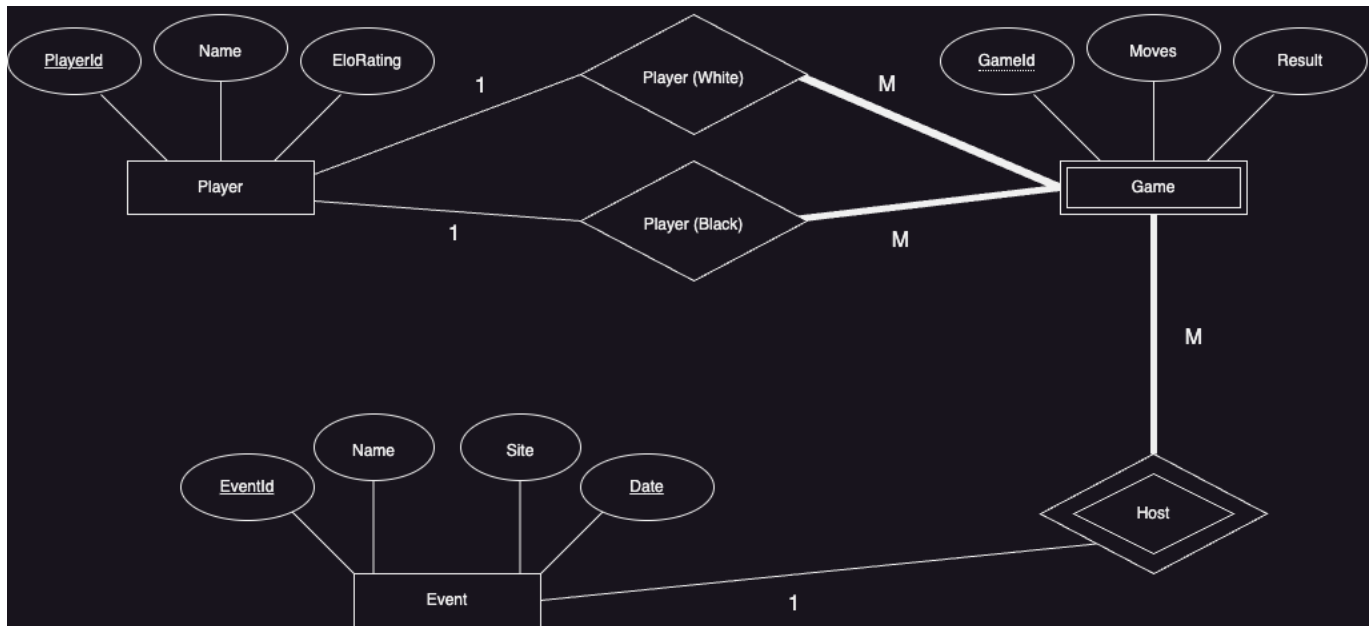 PlayerId
Name
EloRating
1
Player (White)
M
GameId
Moves
Result
Player
1
Player (Black)
M
Game
M
EventId
Name
Site
Date
Host
Event
1